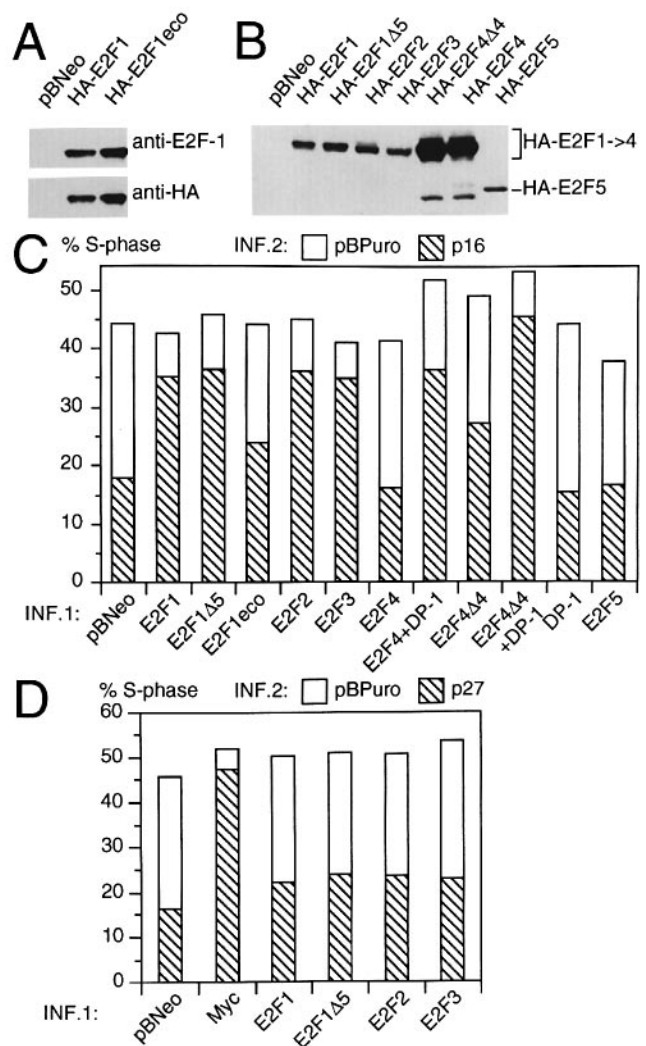 A
pBNeo
HA-E2F1
HA-E2F1eco
anti-E2F-1
anti-HA
B
pBNeo
HA-E2F1
HA-E2F1Δ5
HA-E2F2
HA-E2F3
HA-E2F4Δ4
HA-E2F4
HA-E2F5
HA-E2F1->4
HA-E2F5
C
% S-phase INF.2: pBPuro p16
50
40
30
20
10
0
INF.1:
pBNeo
E2F1
E2F1Δ5
E2F1eco
E2F2
E2F3
E2F4
E2F4+DP-1
E2F4Δ4
E2F4Δ4
+DP-1
DP-1
E2F5
D
% S-phase INF.2: pBPuro p27
60
50
40
30
20
10
0
INF.1:
pBNeo
Myc
E2F1
E2F1Δ5
E2F2
E2F3